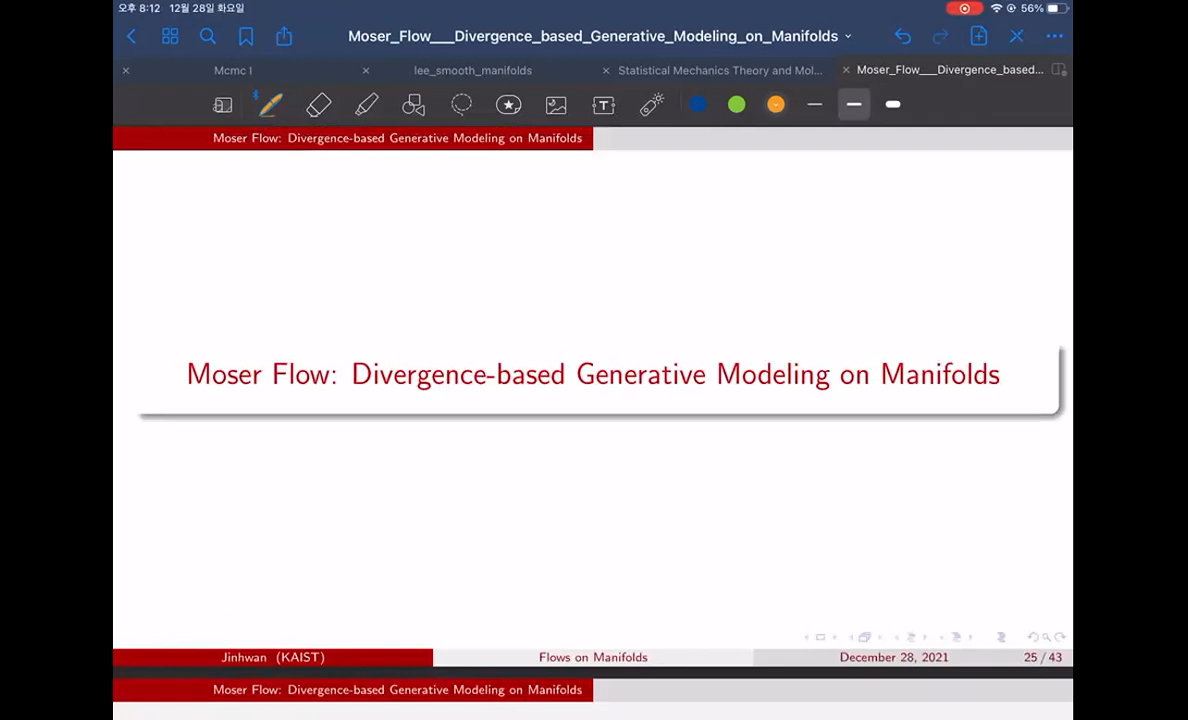 오후 8:12 12월 28일 화요일
56%
Moser_Flow___Divergence_based_Generative_Modeling_on_Manifolds
Mcmc I
lee_smooth_manifolds
Statistical Mechanics Theory and Mol...
Moser_Flow___Divergence_based...
Moser Flow: Divergence-based Generative Modeling on Manifolds
Moser Flow: Divergence-based Generative Modeling on Manifolds
Jinhwan (KAIST)
Flows on Manifolds
December 28, 2021
25 / 43
Moser Flow: Divergence-based Generative Modeling on Manifolds